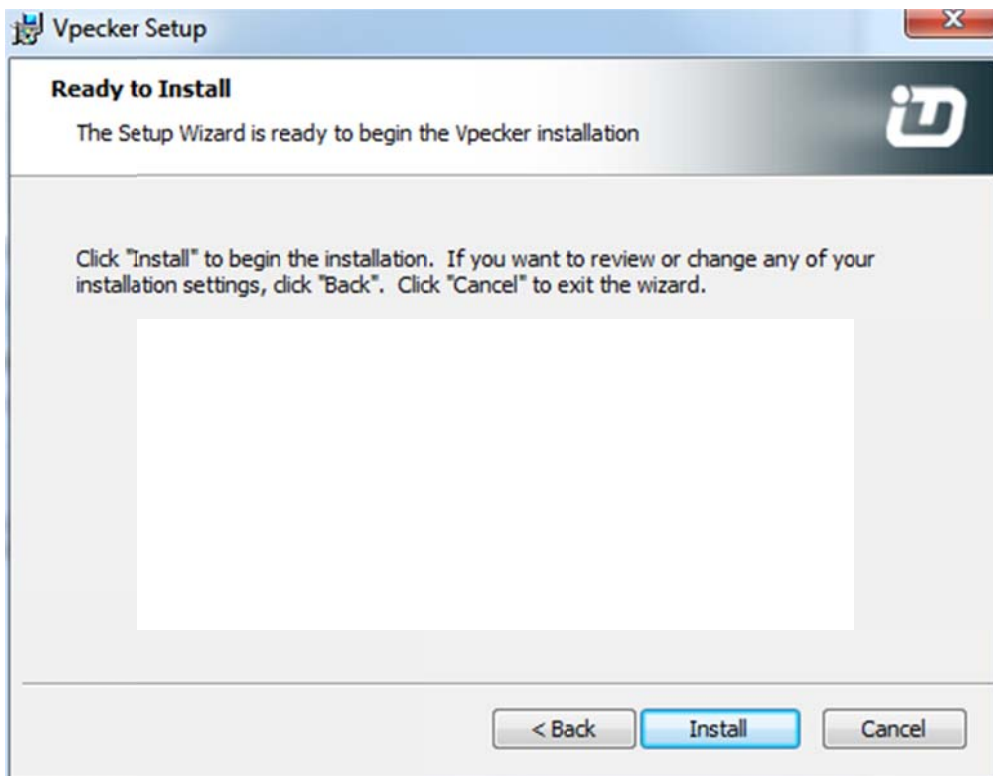 Vpecker Setup
x
Ready to Install
The Setup Wizard is ready to begin the Vpecker installation
iD
Click "Install" to begin the installation. If you want to review or change any of your
installation settings, click "Back". Click "Cancel" to exit the wizard.
< Back Install Cancel